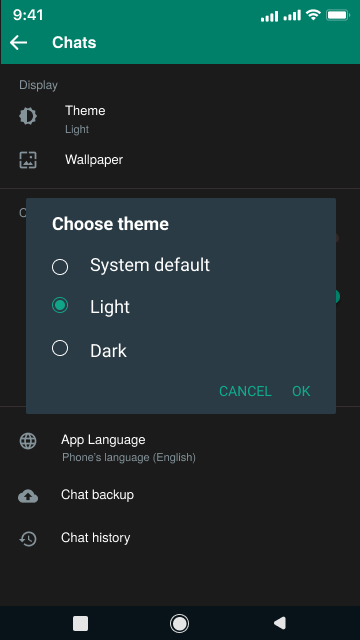 9:41
Chats
Display
Theme
Light
Wallpaper
Choose theme
System default
Light
Dark
CANCEL OK
App Language
Phone's language (English)
Chat backup
Chat history